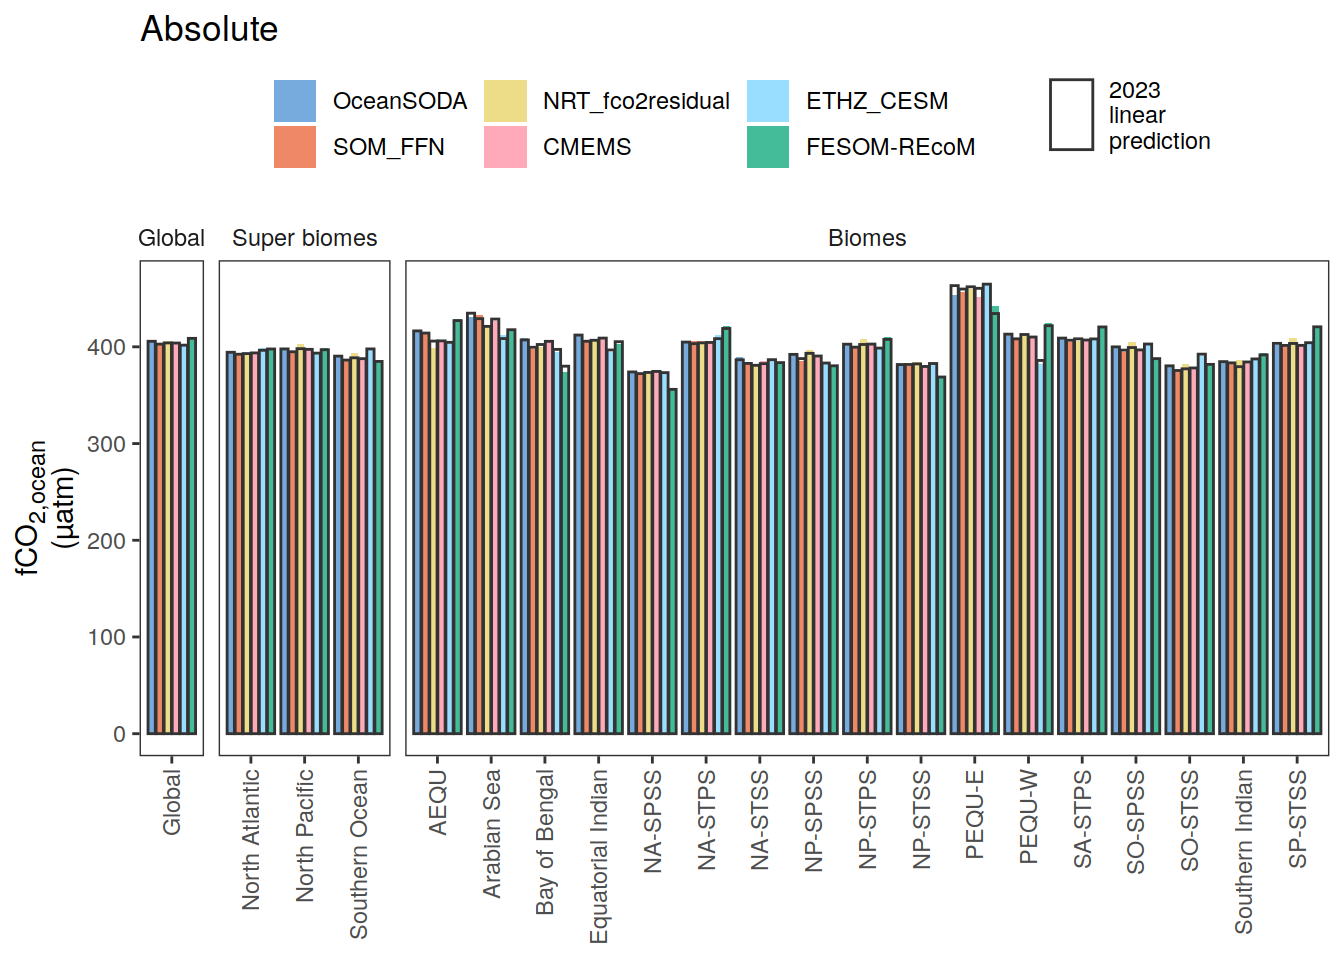 Absolute
OceanSODA
NRT_fco2residual
ETHZ_CESM
SOM_FFN
CMEMS
FESOM-REcoM
2023
linear
prediction
Global
Super biomes
Biomes
fCO2,ocean
(µatm)
400
300
200
100
0
Global
North Atlantic
North Pacific
Southern Ocean
AEQU
Arabian Sea
Bay of Bengal
Equatorial Indian
NA-SPSS
NA-STPS
NA-STSS
NP-SPSS
NP-STPS
NP-STSS
PEQU-E
PEQU-W
SA-STPS
SO-SPSS
SO-STSS
Southern Indian
SP-STSS